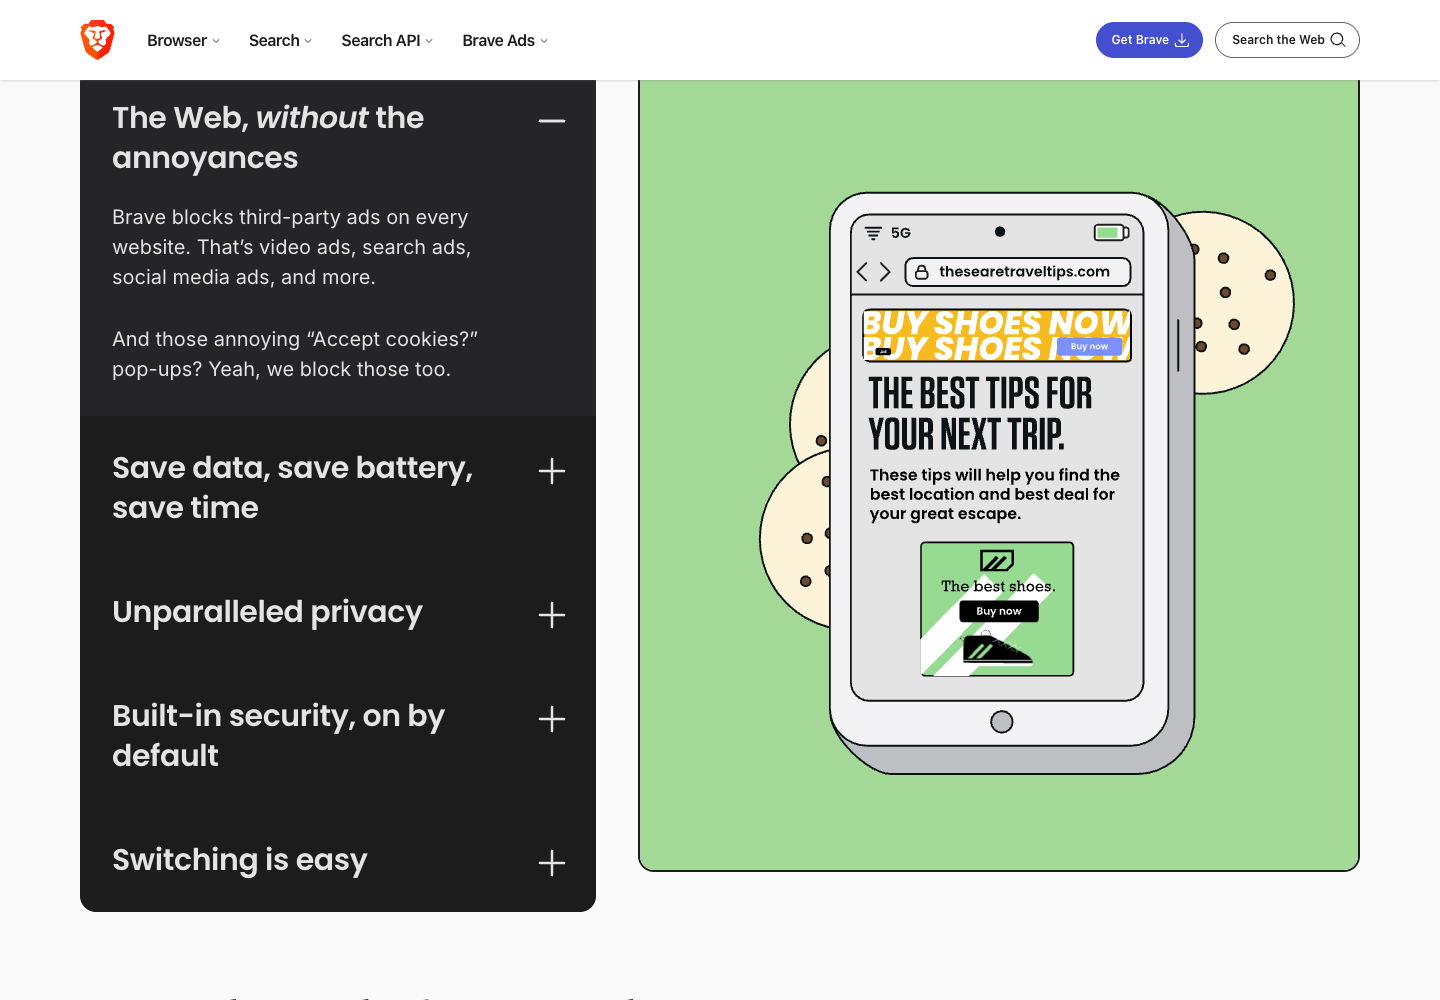 Browser
Search
Search API
Brave Ads
Get Brave
Search the Web
The Web, without the
annoyances
Brave blocks third-party ads on every
website. That’s video ads, search ads,
social media ads, and more.
And those annoying “Accept cookies?”
pop-ups? Yeah, we block those too.
Save data, save battery,
save time
Unparalleled privacy
Built-in security, on by
default
Switching is easy
5G
thesearetraveltips.com
BUY SHOES NOW
BUY SHOES NOW
Ad
Buy now
THE BEST TIPS FOR
YOUR NEXT TRIP.
These tips will help you find the
best location and best deal for
your great escape.
The best shoes.
Buy now